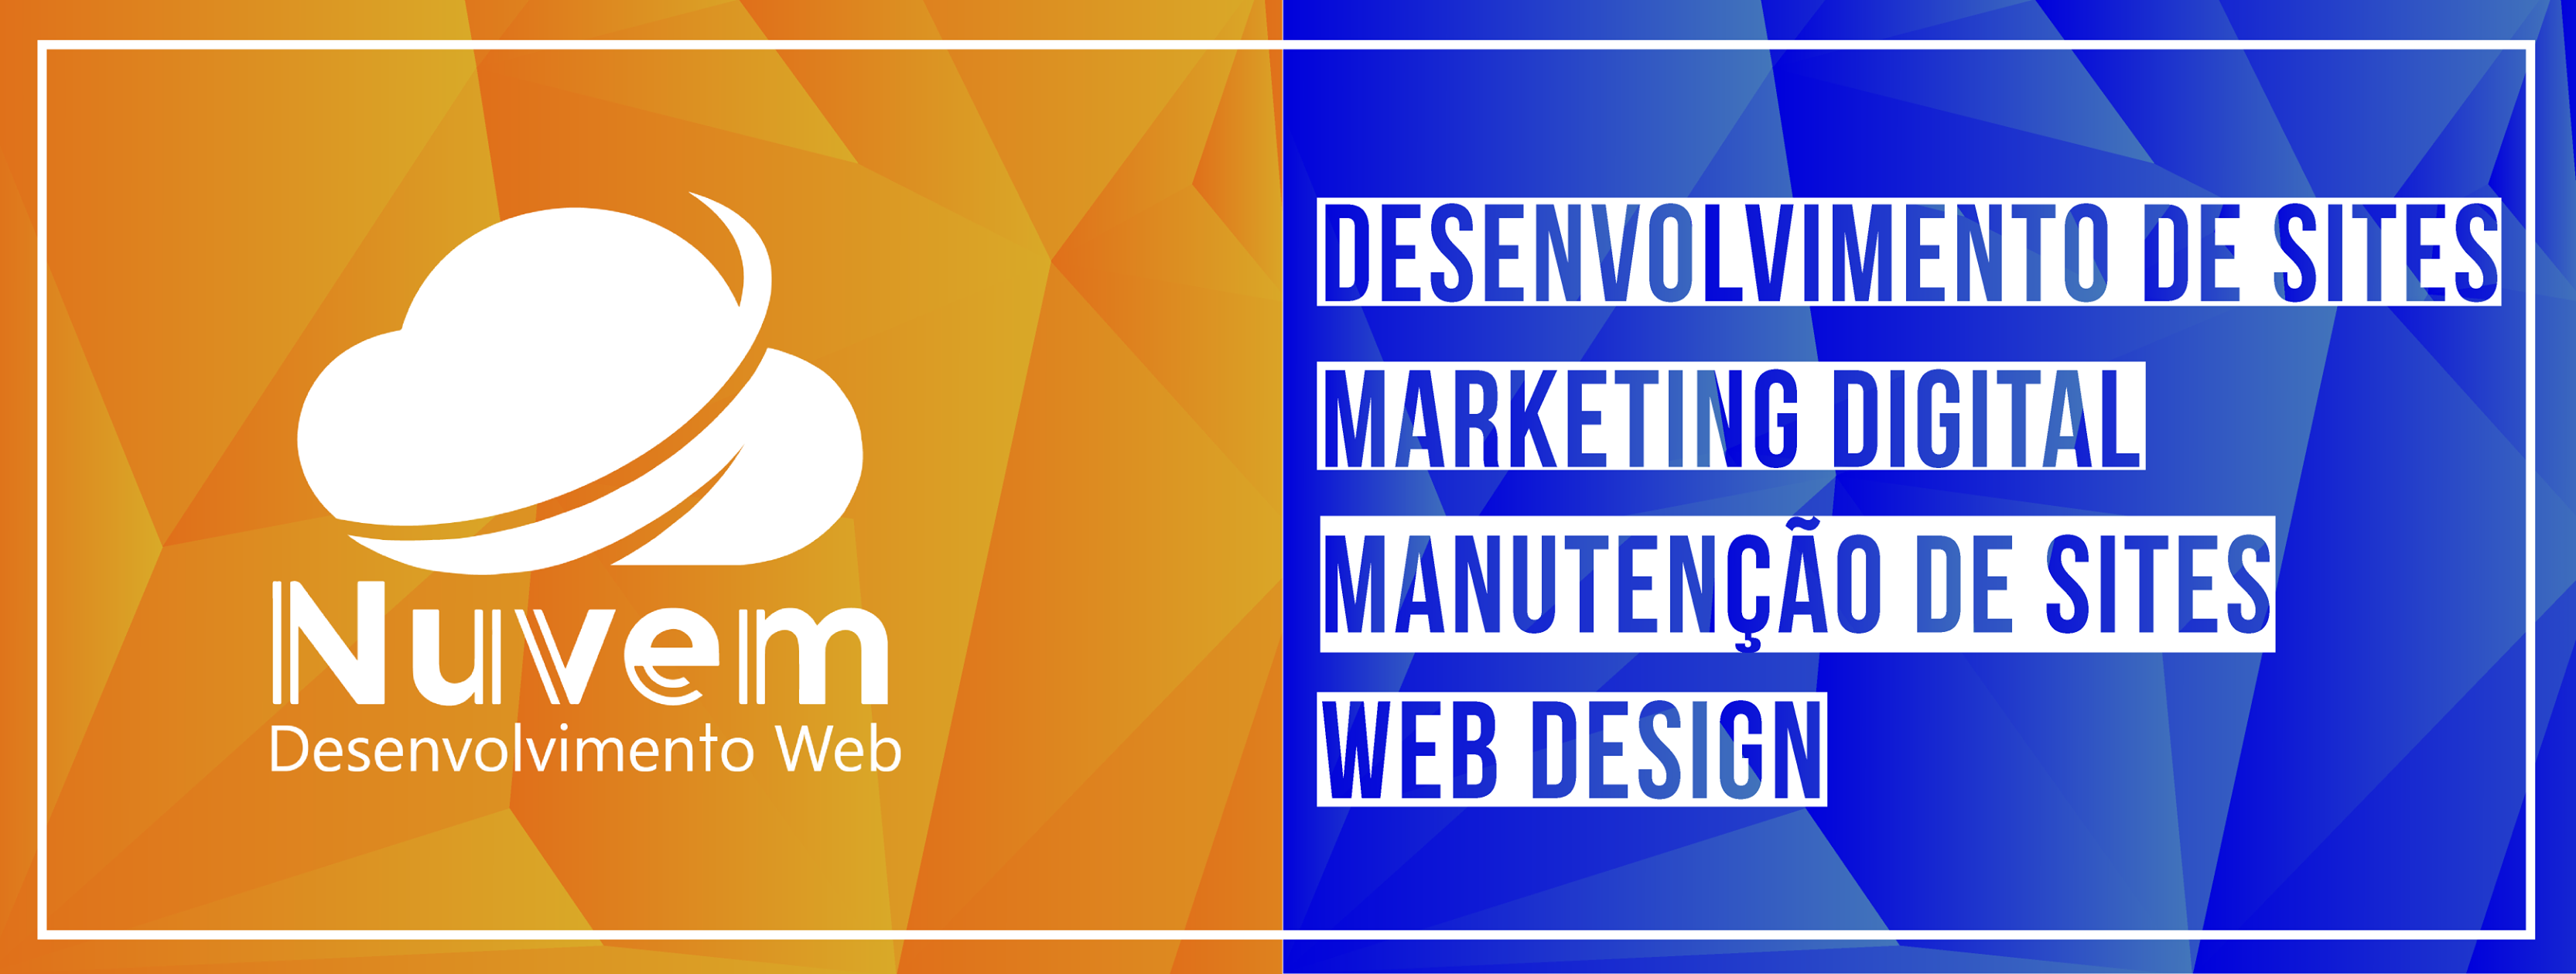 Nuvem
Desenvolvimento Web
DESENVOLVIMENTO DE SITES
MARKETING DIGITAL
MANUTENÇÃO DE SITES
WEB DESIGN